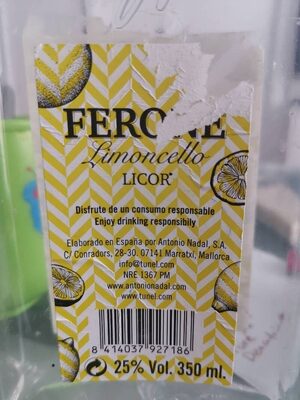 FERONE
Limoncello
LICOR
Disfrute de un consumo responsable
Enjoy drinking responsibily
Elaborado en España por Antonio Nadal, S.A.
C/ Conradors, 28-30. 07141 Marratxí, Mallorca
info@tunel.com
NRE 1367 PM
www.antonionadal.com
www.tunel.com
8 414037 927186
25% Vol. 350 ml.